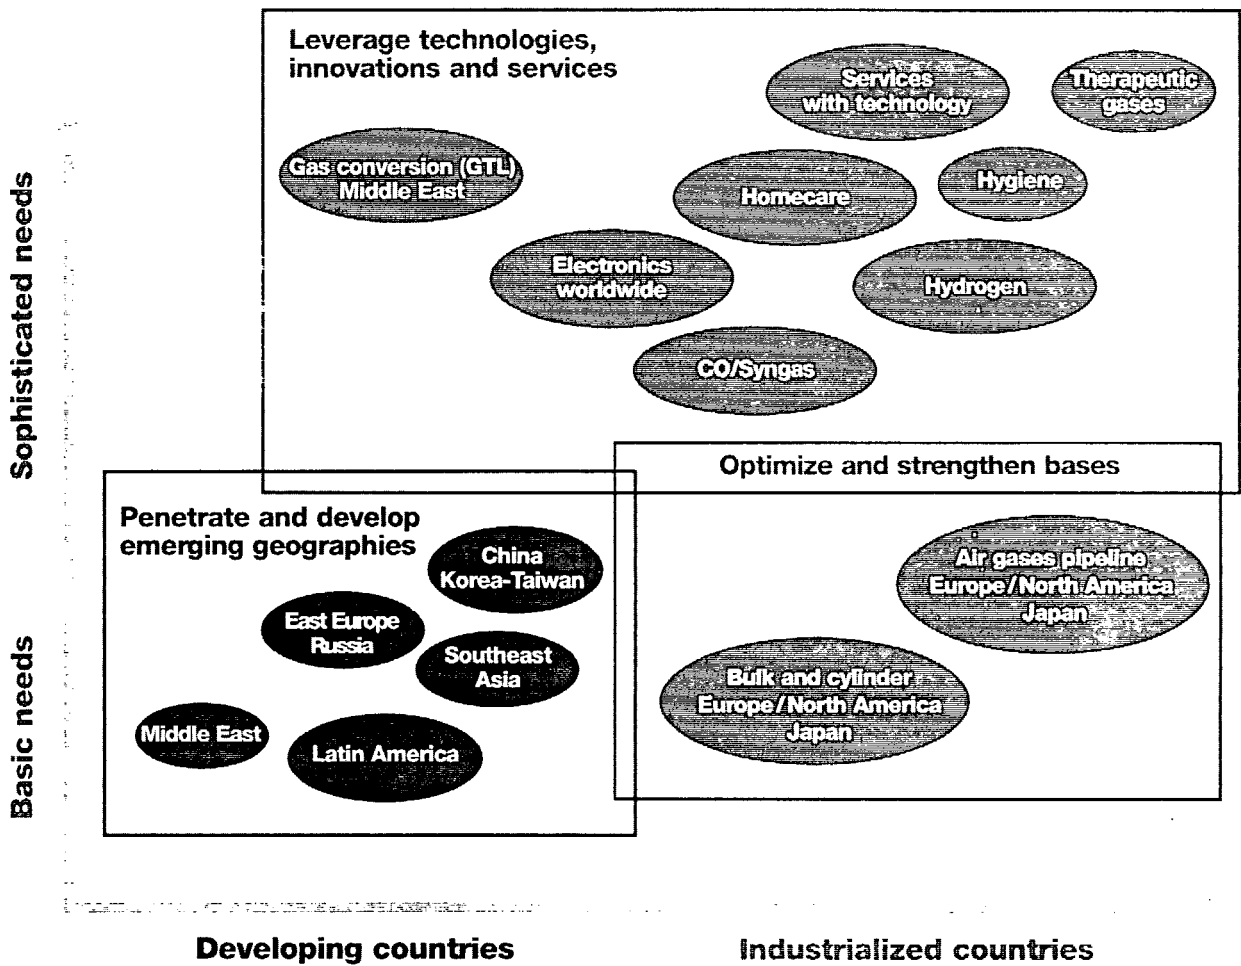 Leverage technologies,
innovations and services
Services
with technology
Therapeutic
gases
Gas conversion (GTL)
Middle East
Homecare
Hygiene
Electronics
worldwide
Hydrogen
CO/Syngas
Sophisticated needs
Optimize and strengthen bases
Penetrate and develop
emerging geographies
China
Korea-Taiwan
East Europe
Russia
Southeast
Asia
Middle East
Latin America
Air gases pipeline
Europe/North America
Japan
Bulk and cylinder
Europe/North America
Japan
Basic needs
Developing countries
Industrialized countries